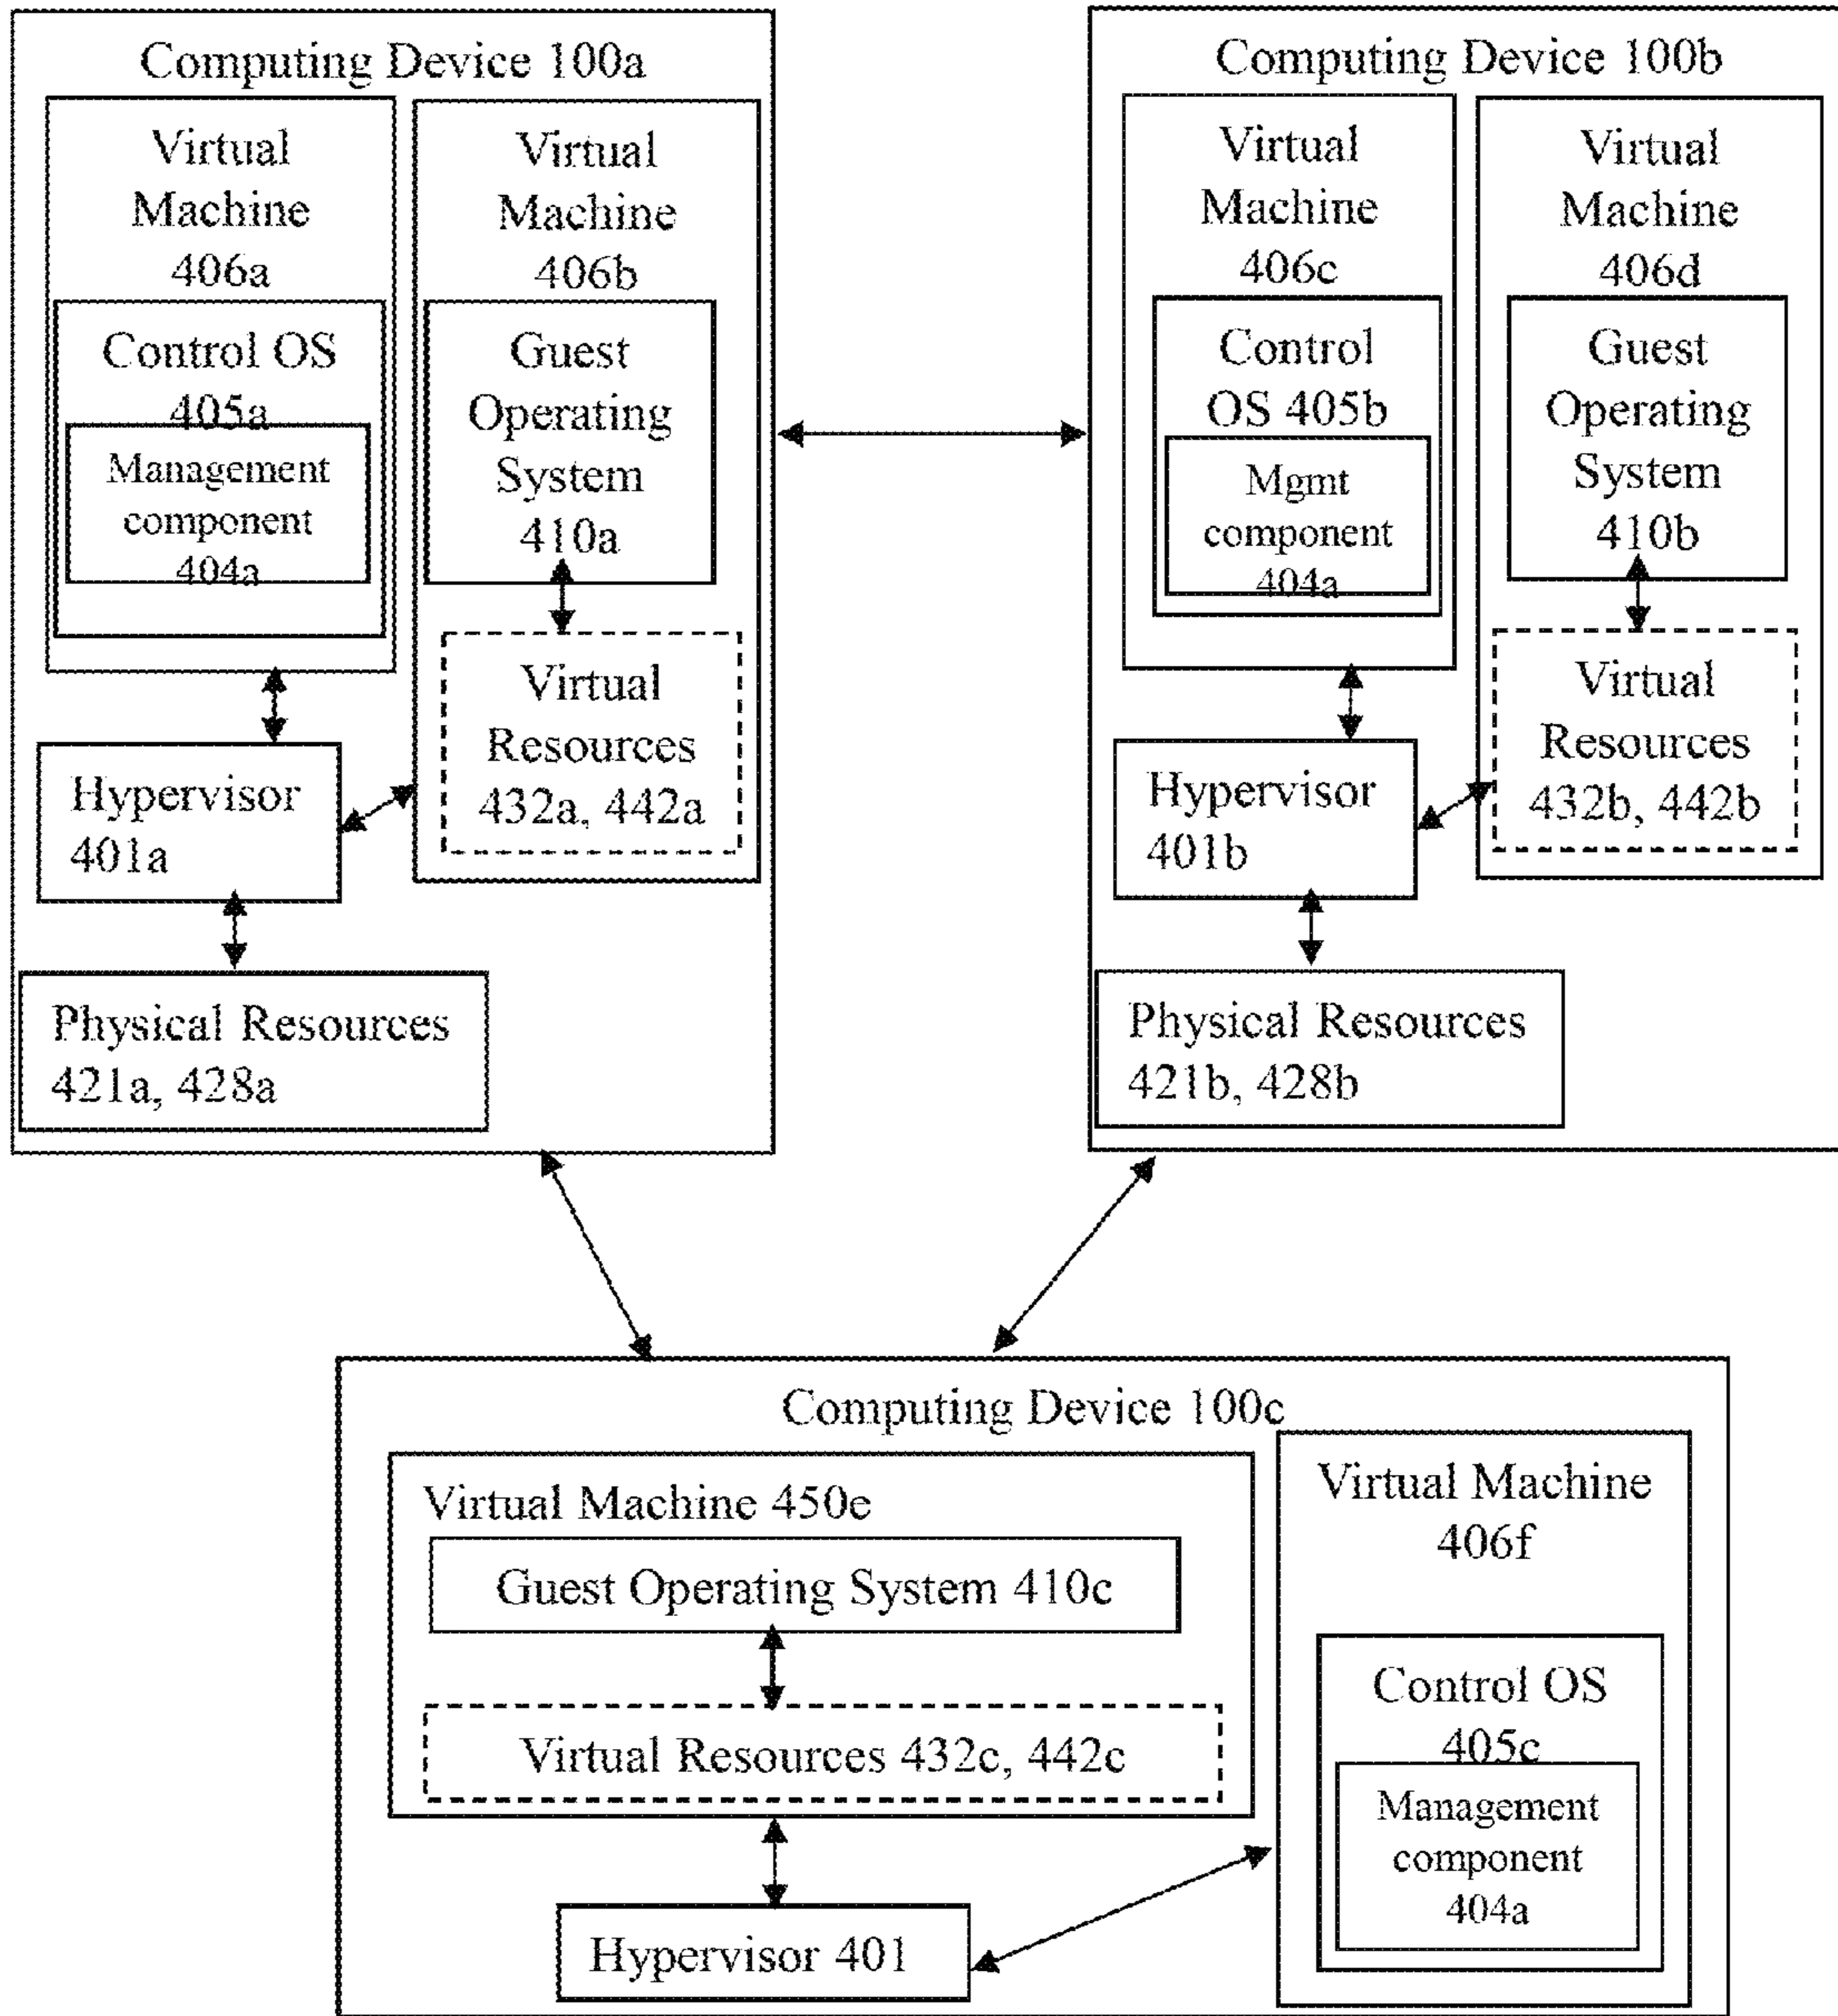 Computing Device 100a
Virtual
Machine
406a
Control OS
405a
Management
component
404a
Virtual
Machine
406b
Guest
Operating
System
410a
Virtual
Resources
432a, 442a
Hypervisor
401a
Physical Resources
421a, 428a
Computing Device 100b
Virtual
Machine
406c
Control
OS 405b
Mgmt
component
404a
Virtual
Machine
406d
Guest
Operating
System
410b
Virtual
Resources
432b, 442b
Hypervisor
401b
Physical Resources
421b, 428b
Computing Device 100c
Virtual Machine 450e
Guest Operating System 410c
Virtual Resources 432c, 442c
Hypervisor 401
Virtual Machine
406f
Control OS
405c
Management
component
404a